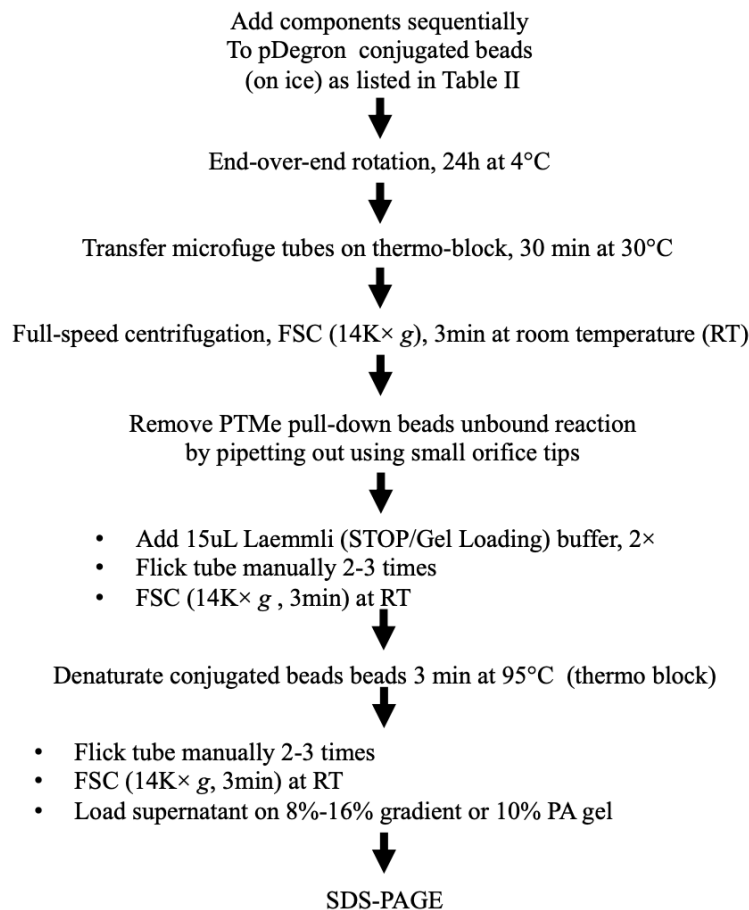 Add components sequentially
To pDegron conjugated beads
(on ice) as listed in Table II
End-over-end rotation, 24h at 4°C
Transfer microfuge tubes on thermo-block, 30 min at 30°C
Full-speed centrifugation, FSC (14K× g), 3min at room temperature (RT)
Remove PTMe pull-down beads unbound reaction
by pipetting out using small orifice tips
• Add 15uL Laemmli (STOP/Gel Loading) buffer, 2×
• Flick tube manually 2-3 times
• FSC (14K× g , 3min) at RT
Denaturate conjugated beads beads 3 min at 95°C (thermo block)
• Flick tube manually 2-3 times
• FSC (14K× g, 3min) at RT
• Load supernatant on 8%-16% gradient or 10% PA gel
SDS-PAGE